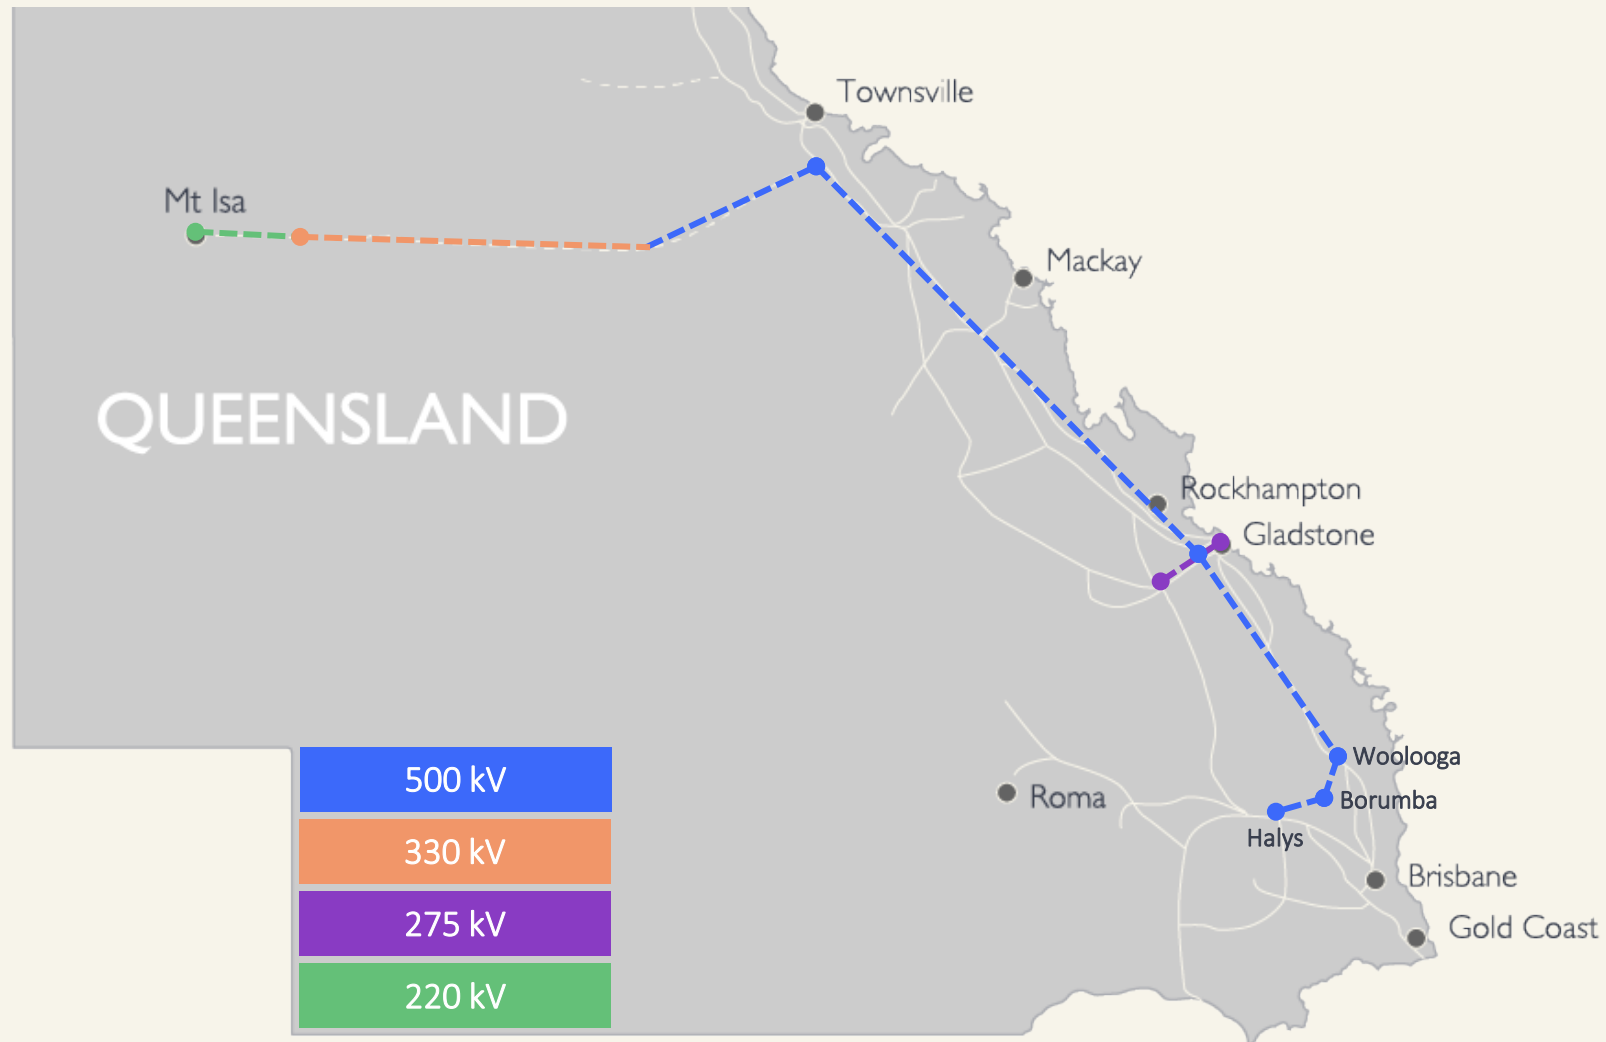 Townsville
Mt Isa
Mackay
QUEENSLAND
Rockhampton
Gladstone
Woolooga
Borumba
Roma
Halys
Brisbane
Gold Coast
500 kV
330 kV
275 kV
220 kV